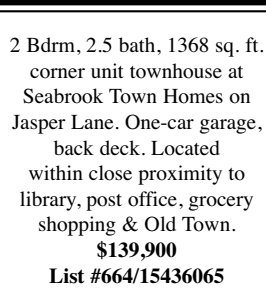 2 Bdrm, 2.5 bath, 1368 sq. ft.
corner unit townhouse at
Seabrook Town Homes on
Jasper Lane. One-car garage,
back deck. Located
within close proximity to
library, post office, grocery
shopping & Old Town.
$139,900
List #664/15436065